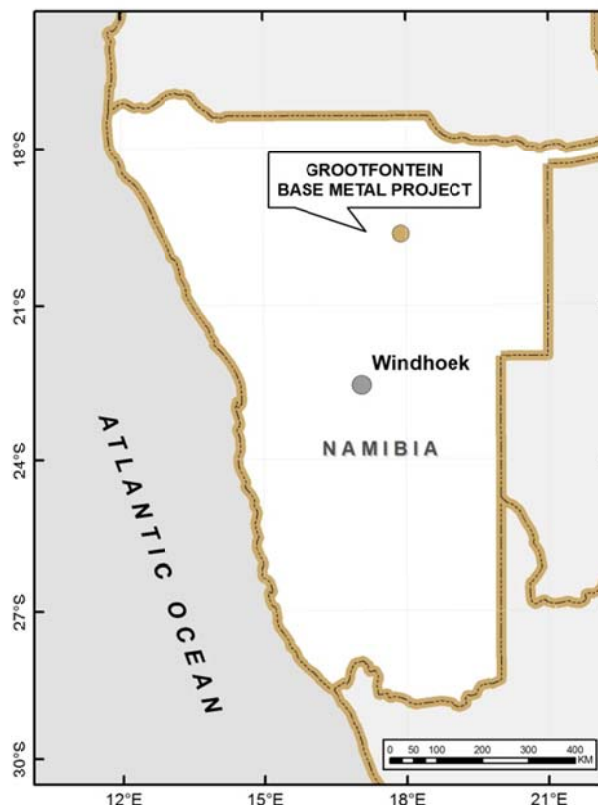 GROOTFONTEIN
BASE METAL PROJECT
Windhoek
NAMIBIA
ATLANTIC OCEAN
18°S
21°S
24°S
27°S
30°S
12°E
15°E
18°E
21°E
0 50 100 200 300 400
KM